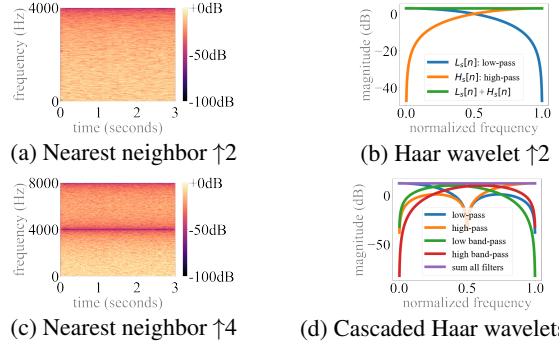 4000
2000
0
frequency (Hz)
0
1
2
3
time (seconds)
+0dB
-50dB
-100dB
(a) Nearest neighbor ↑2
0
−20
−40
magnitude (dB)
Ls[n]: low-pass
Hs[n]: high-pass
Ls[n] + Hs[n]
0.0
0.5
1.0
normalized frequency
(b) Haar wavelet ↑2
8000
4000
0
frequency (Hz)
0
1
2
3
time (seconds)
+0dB
-50dB
-100dB
(c) Nearest neighbor ↑4
0
−50
magnitude (dB)
low-pass
high-pass
low band-pass
high band-pass
sum all filters
0.0
0.5
1.0
normalized frequency
(d) Cascaded Haar wavelets